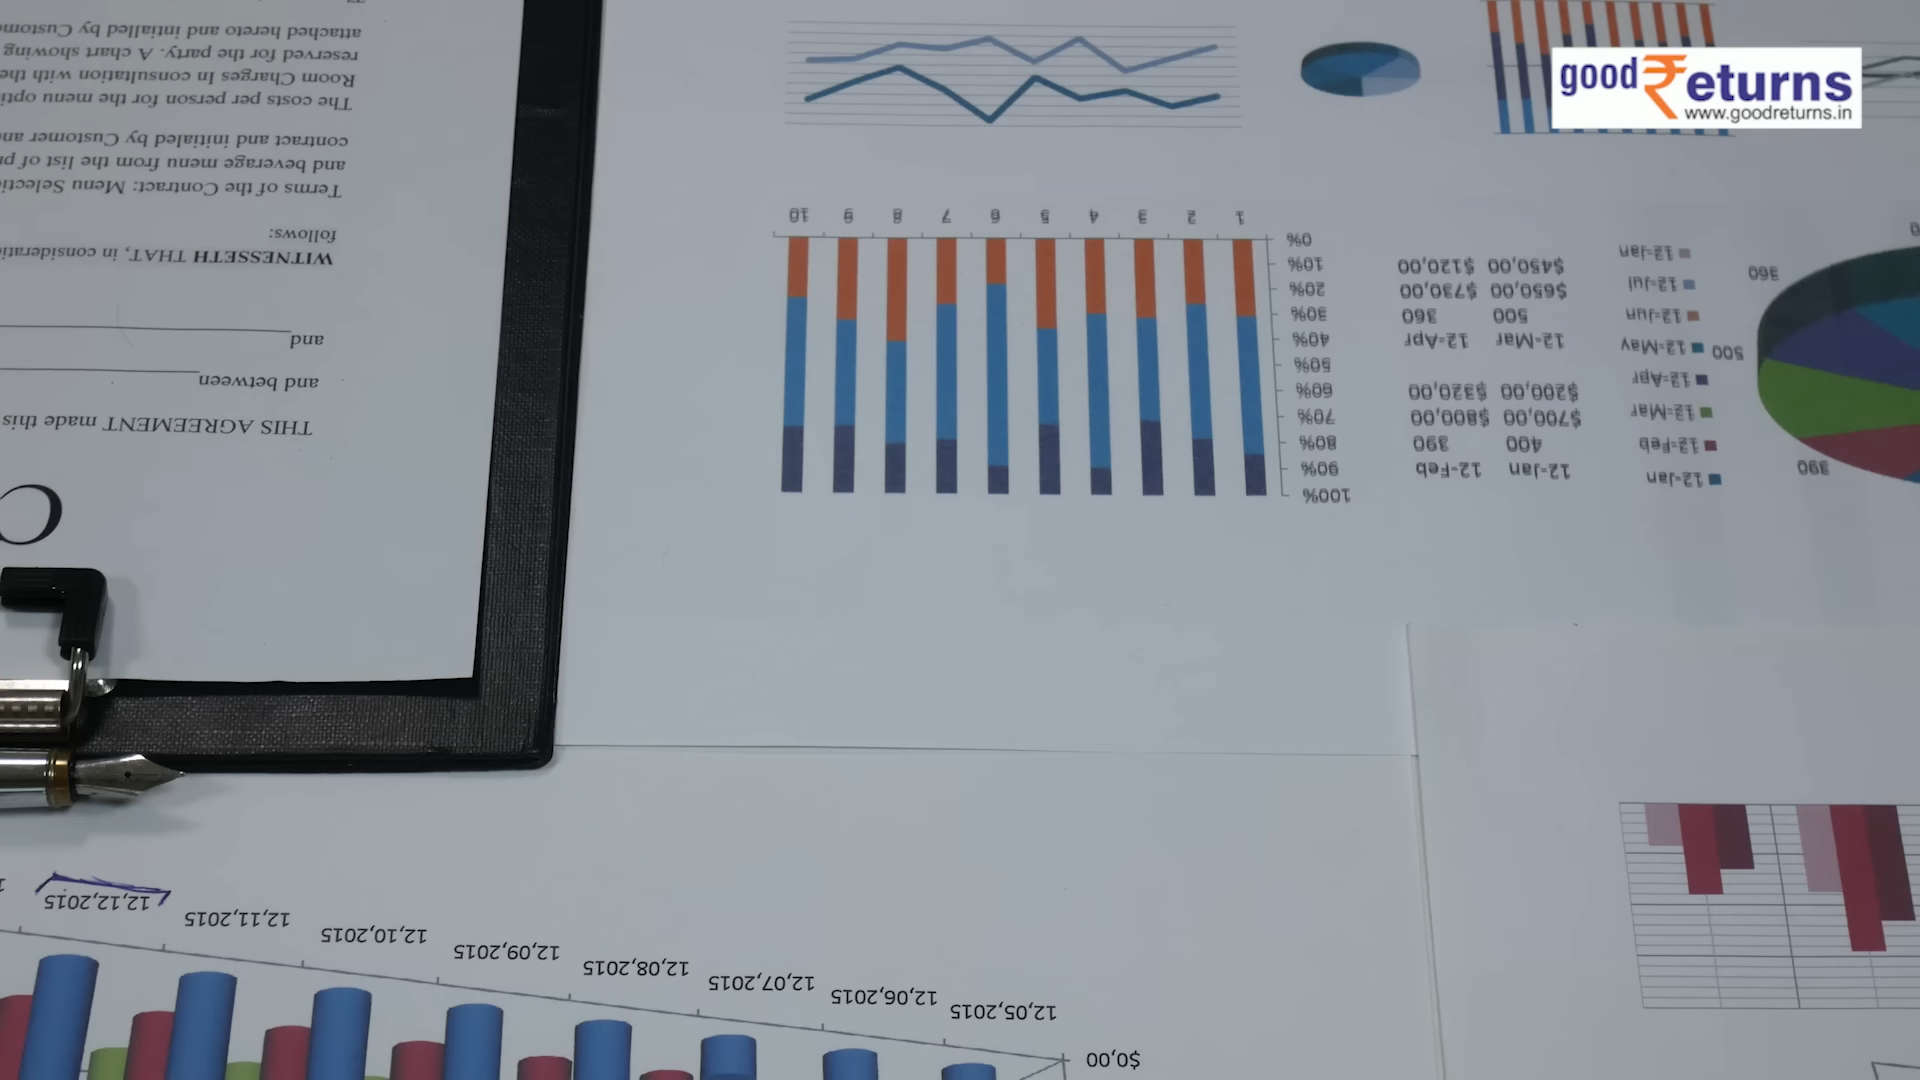 good₹eturns
www.goodreturns.in
C
THIS AGREEMENT made this
and between
and
WITNESSETH THAT, in
follows:
Terms of the Contract: Menu
and beverage menu from the list of
contract and initialed by Customer
The costs per person for the menu
Room Charges In consultation with the
reserved for the party. A chart showing
attached hereto and intialled by
100%
90%
80%
70%
60%
50%
40%
30%
20%
10%
0%
1 2 3 4 5 6 7 8 9 10
12-Jan 12-Feb
400 390
$700,00 $800,00
$200,00 $320,00
12-Mar 12-Apr
500 360
$650,00 $730,00
$450,00 $120,00
12-Jan
12-Feb
12-Mar
12-Apr
12-May
12-Jun
12-Jul
12-Jan
390
500
360
$0,00
12,05,2015
12,06,2015
12,07,2015
12,08,2015
12,09,2015
12,10,2015
12,11,2015
12,12,2015